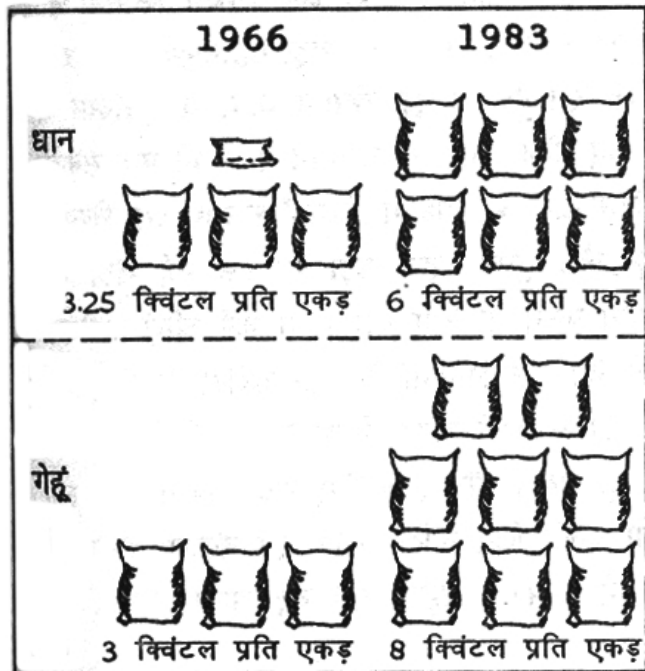 1966 1983
धान
3.25 क्विंटल प्रति एकड़ 6 क्विंटल प्रति एकड़
गेहूं
3 क्विंटल प्रति एकड़ 8 क्विंटल प्रति एकड़